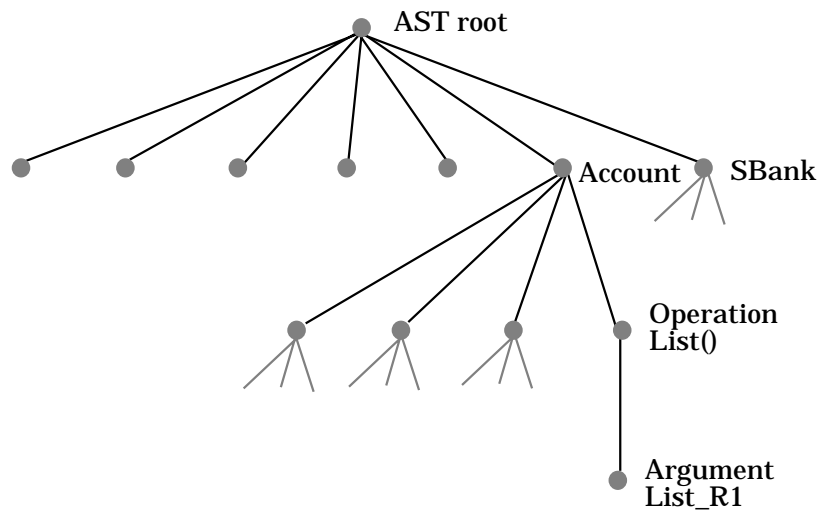 AST root
Account
SBank
Operation
List()
Argument
List_R1